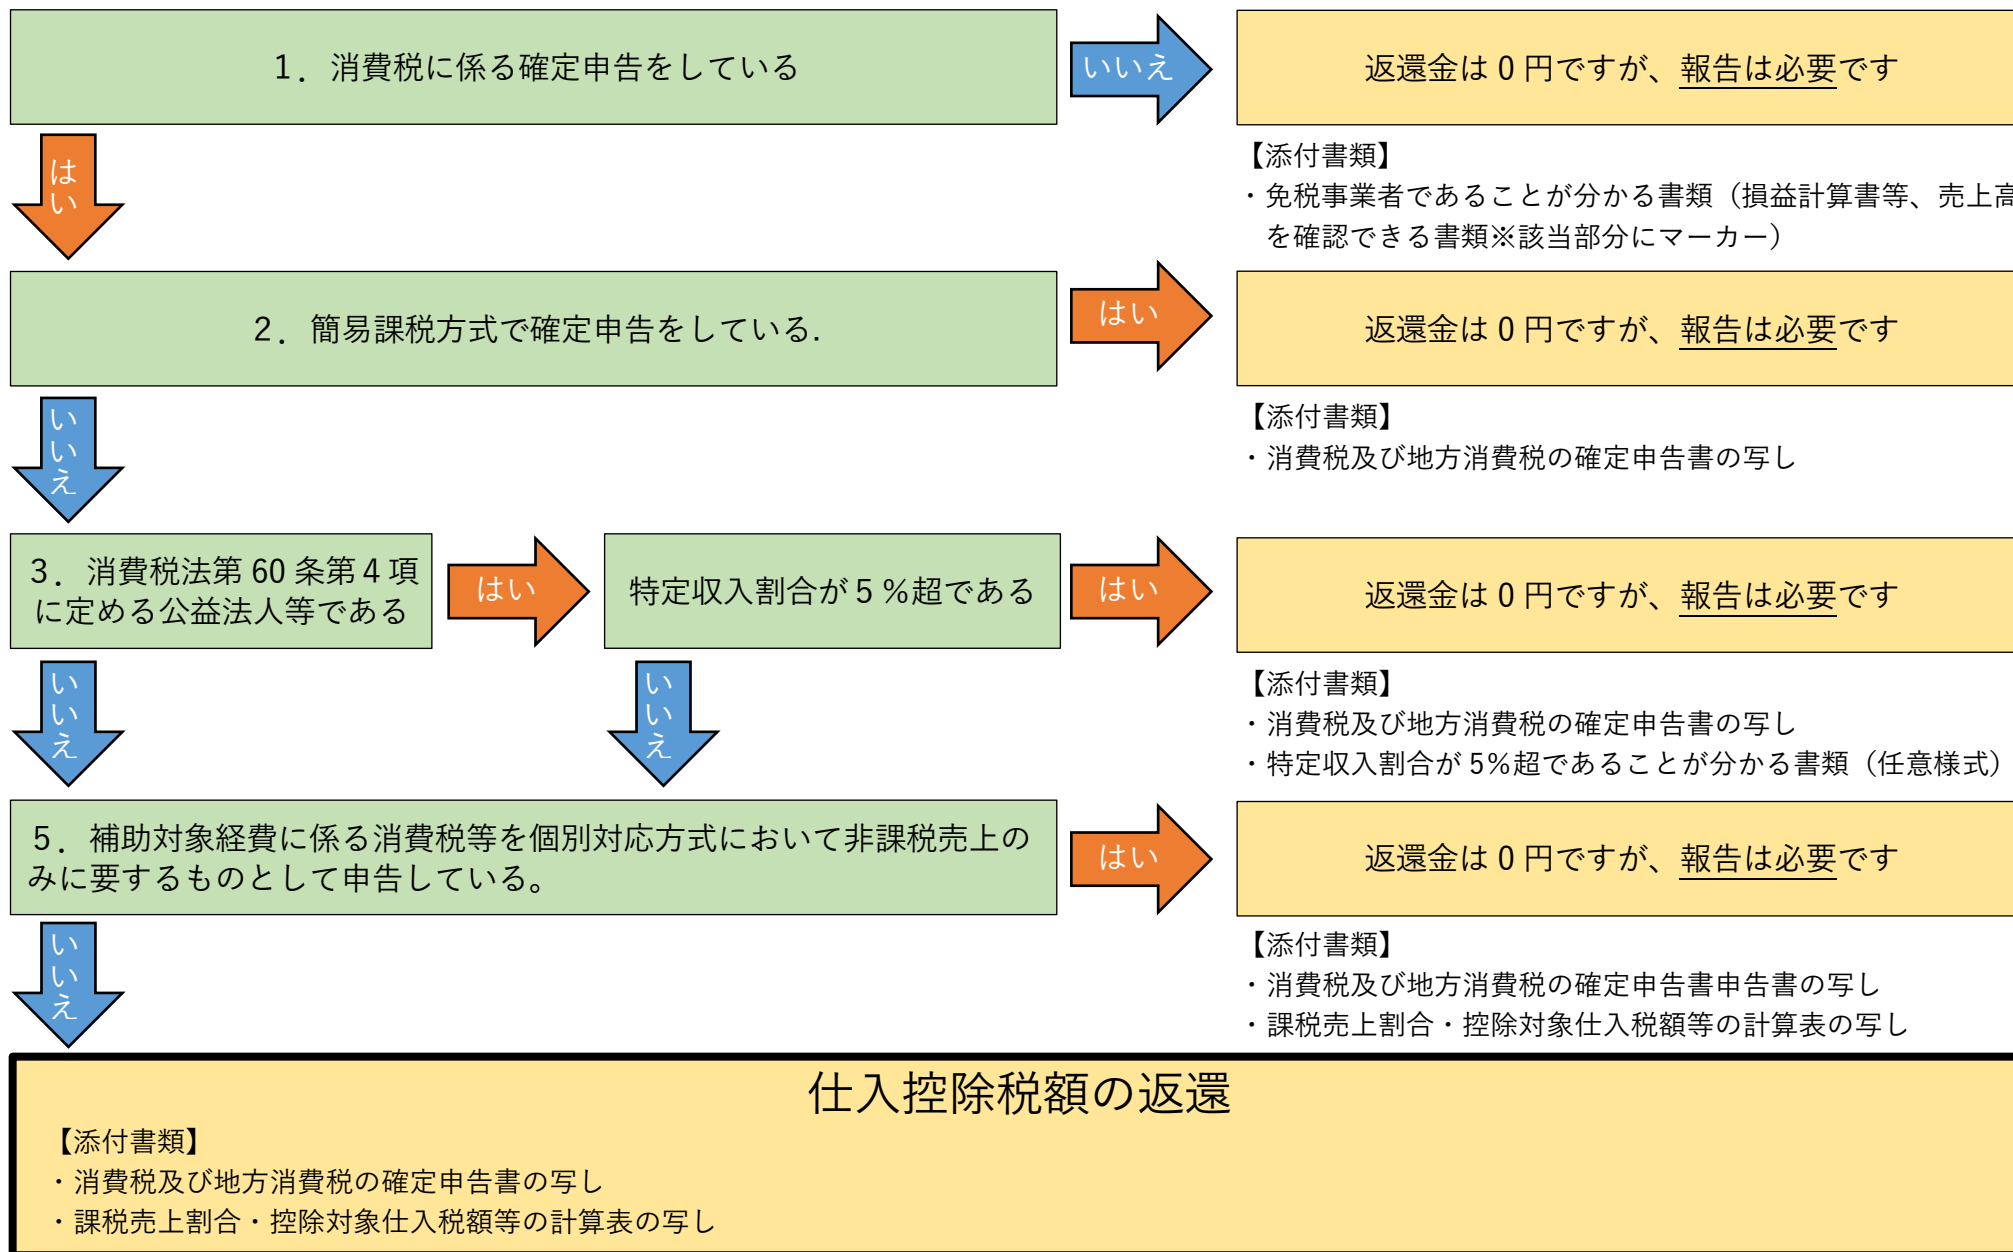 1．消費税に係る確定申告をしている
いいえ
返還金は０円ですが、報告は必要です
【添付書類】
・免税事業者であることが分かる書類（損益計算書等、売上高
を確認できる書類※該当部分にマーカー）
はい
2．簡易課税方式で確定申告をしている.
はい
返還金は０円ですが、報告は必要です
【添付書類】
・消費税及び地方消費税の確定申告書の写し
いいえ
3．消費税法第 60 条第４項
に定める公益法人等である
はい
特定収入割合が５%超である
はい
返還金は０円ですが、報告は必要です
【添付書類】
・消費税及び地方消費税の確定申告書の写し
・特定収入割合が 5%超であることが分かる書類（任意様式）
いいえ
いいえ
5．補助対象経費に係る消費税等を個別対応方式において非課税売上の
みに要するものとして申告している。
はい
返還金は０円ですが、報告は必要です
【添付書類】
・消費税及び地方消費税の確定申告書申告書の写し
・課税売上割合・控除対象仕入税額等の計算表の写し
いいえ
仕入控除税額の返還
【添付書類】
・消費税及び地方消費税の確定申告書の写し
・課税売上割合・控除対象仕入税額等の計算表の写し